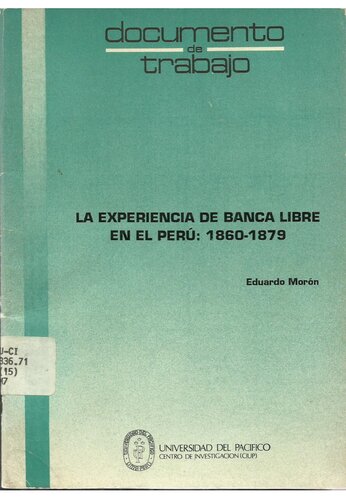 documento
de
trabajo
LA EXPERIENCIA DE BANCA LIBRE
EN EL PERÚ: 1860-1879
Eduardo Morón
U-CI
336.71
(15)
UNIVERSIDAD DEL PACIFICO
CENTRO DE INVESTIGACION (CIUP)